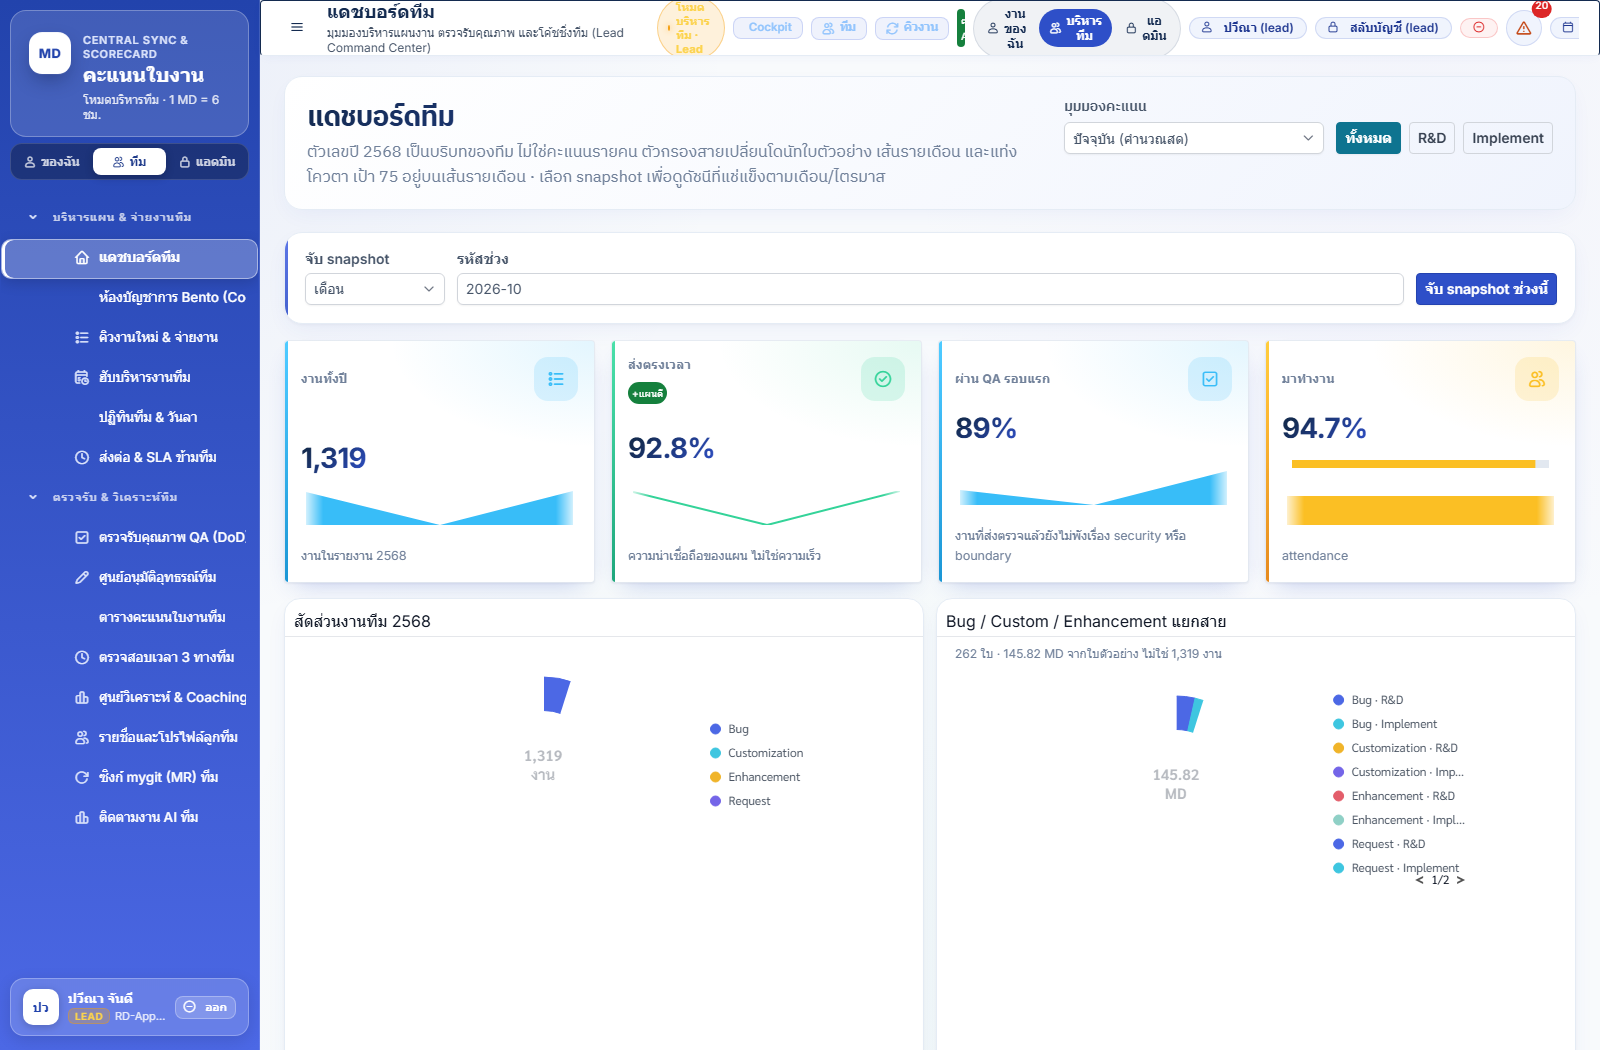 MD
CENTRAL SYNC &
SCORECARD
คะแนนใบงาน
โหมดบริหารทีม · 1 MD = 6
ชม.
ของฉัน
ทีม
แอดมิน
บริหารแผน & จ่ายงานทีม
แดชบอร์ดทีม
ห้องบัญชาการ Bento (Co
คิวงานใหม่ & จ่ายงาน
ฮับบริหารงานทีม
ปฏิทินทีม & วันลา
ส่งต่อ & SLA ข้ามทีม
ตรวจรับ & วิเคราะห์ทีม
ตรวจรับคุณภาพ QA (DoD)
ศูนย์อนุมัติอุทธรณ์ทีม
ตารางคะแนนใบงานทีม
ตรวจสอบเวลา 3 ทางทีม
ศูนย์วิเคราะห์ & Coaching
รายชื่อและโปรไฟล์ลูกทีม
ซิงก์ mygit (MR) ทีม
ติดตามงาน AI ทีม
ปว
ปวีณา จันดี
LEAD RD-App...
ออก
แดชบอร์ดทีม
มุมมองบริหารแผนงาน ตรวจรับคุณภาพ และโค้ชชิ่งทีม (Lead
Command Center)
โหมด
บริหาร
ทีม ·
Lead
Cockpit
ทีม
คิวงาน
งาน
ของ
ฉัน
บริหาร
ทีม
แอ
ดมิน
ปวีณา (lead)
สลับบัญชี (lead)
20
แดชบอร์ดทีม
ตัวเลขปี 2568 เป็นบริบทของทีม ไม่ใช่คะแนนรายคน ตัวกรองสายเปลี่ยนโดนัทใบตัวอย่าง เส้นรายเดือน และแท่ง
โควตา เป้า 75 อยู่บนเส้นรายเดือน · เลือก snapshot เพื่อดูดัชนีที่แช่แข็งตามเดือน/ไตรมาส
มุมมองคะแนน
ปัจจุบัน (คำนวณสด)
ทั้งหมด
R&D
Implement
จับ snapshot
รหัสช่วง
เดือน
2026-10
จับ snapshot ช่วงนี้
งานทั้งปี
1,319
งานในรายงาน 2568
ส่งตรงเวลา
+แผนดี
92.8%
ความน่าเชื่อถือของแผน ไม่ใช่ความเร็ว
ผ่าน QA รอบแรก
89%
งานที่ส่งตรวจแล้วยังไม่พังเรื่อง security หรือ
boundary
มาทำงาน
94.7%
attendance
สัดส่วนงานทีม 2568
1,319
งาน
Bug
Customization
Enhancement
Request
Bug / Custom / Enhancement แยกสาย
262 ใบ · 145.82 MD จากใบตัวอย่าง ไม่ใช่ 1,319 งาน
145.82
MD
Bug · R&D
Bug · Implement
Customization · R&D
Customization · Imp...
Enhancement · R&D
Enhancement · Impl...
Request · R&D
Request · Implement
1/2